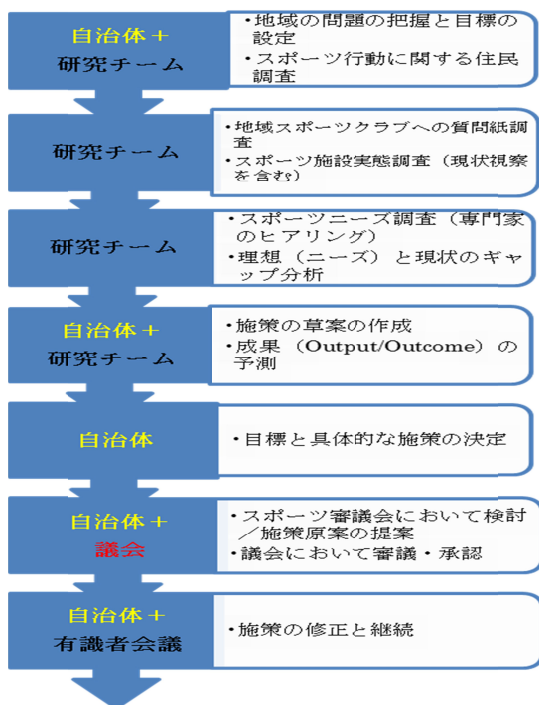 自治体＋
研究チーム
・地域の問題の把握と目標の
設定
・スポーツ行動に関する住民
調査
研究チーム
・地域スポーツクラブへの質問紙調
査
・スポーツ施設実態調査（現状視察
を含む）
研究チーム
・スポーツニーズ調査（専門家
のヒアリング）
・理想（ニーズ）と現状のギャ
ップ分析
自治体＋
研究チーム
・施策の草案の作成
・成果（Output/Outcome）の
予測
自治体
・目標と具体的な施策の決定
自治体＋
議会
・スポーツ審議会において検討
／施策原案の提案
・議会において審議・承認
自治体＋
有識者会議
・施策の修正と継続